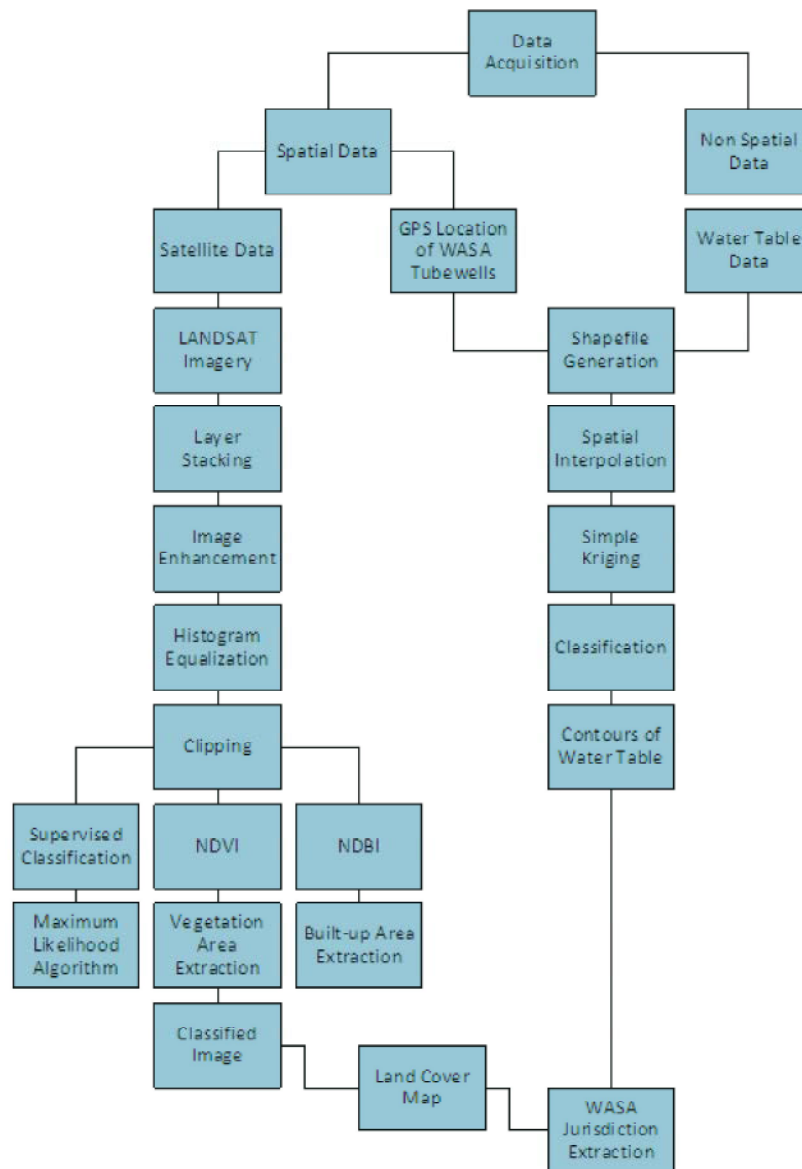 Data
Acquisition
Spatial Data
Non Spatial
Data
Satellite Data
GPS Location
of WASA
Tubewells
Water Table
Data
LANDSAT
Imagery
Shapefile
Generation
Layer
Stacking
Spatial
Interpolation
Image
Enhancement
Simple
Kriging
Histogram
Equalization
Classification
Clipping
Contours of
Water Table
Supervised
Classification
NDVI
NDBI
Maximum
Likelihood
Algorithm
Vegetation
Area
Extraction
Built-up Area
Extraction
Classified
Image
Land Cover
Map
WASA
Jurisdiction
Extraction